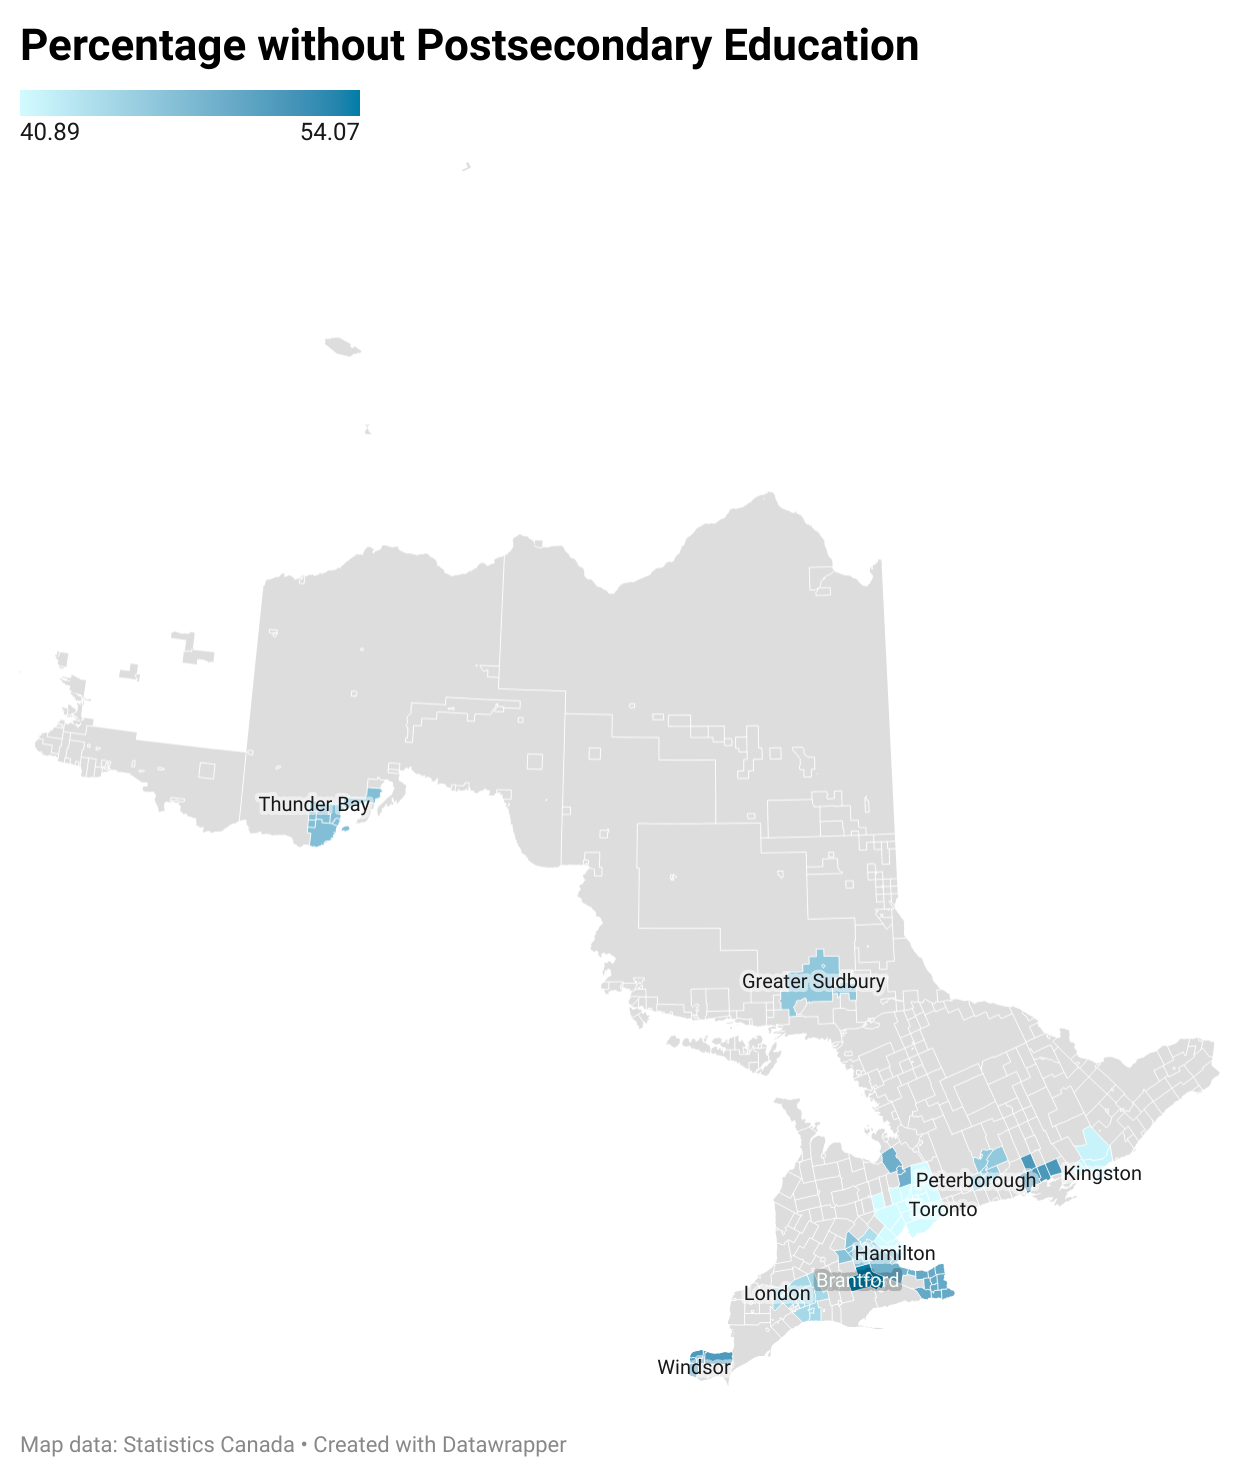 Percentage without Postsecondary Education
40.89 54.07
Thunder Bay
Greater Sudbury
Kingston
Peterborough
Toronto
Hamilton
Brantford
London
Windsor
Map data: Statistics Canada • Created with Datawrapper